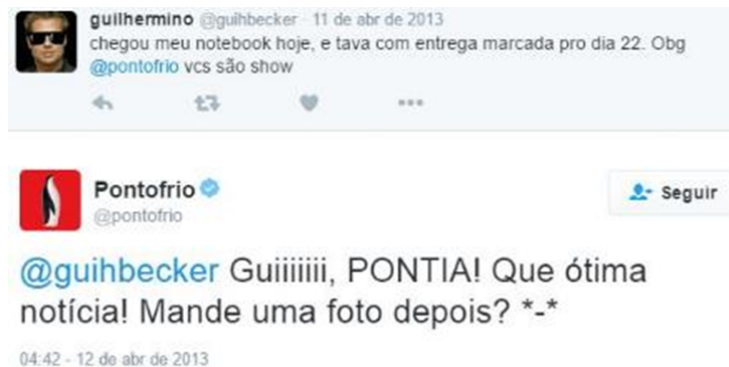 guilhermino @guihbecker · 11 de abr de 2013
chegou meu notebook hoje, e tava com entrega marcada pro dia 22. Obg
@pontofrio vcs são show
Pontofrio
Seguir
@pontofrio
@guihbecker Guiiiiiii, PONTIA! Que ótima
notícia! Mande uma foto depois? *-*
04:42 - 12 de abr de 2013